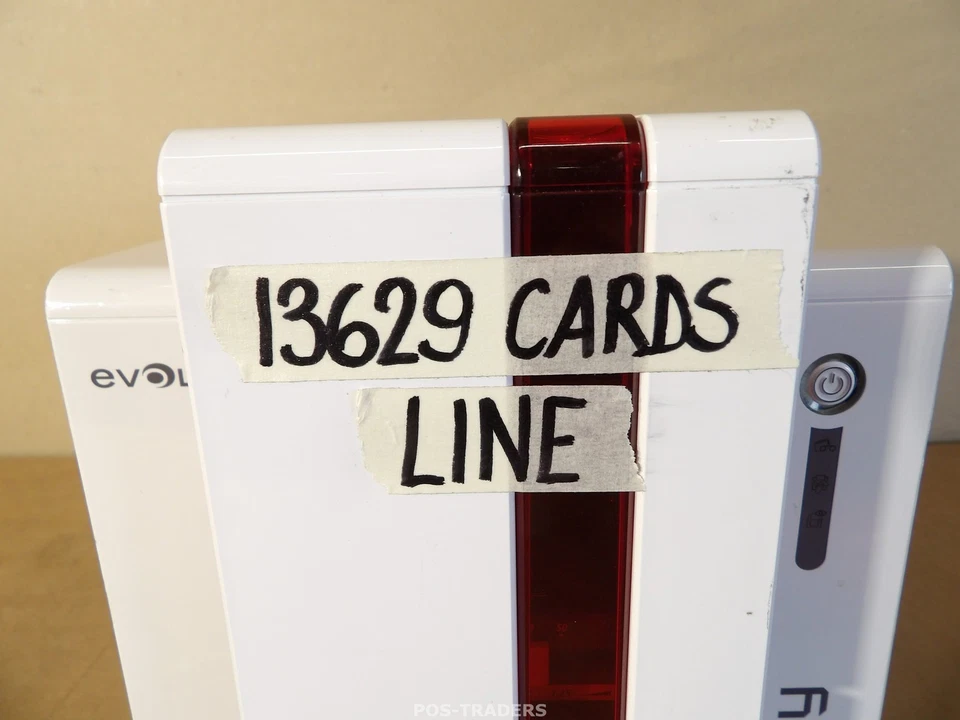 13629 CARDS
LINE
evol
POS-TRADERS